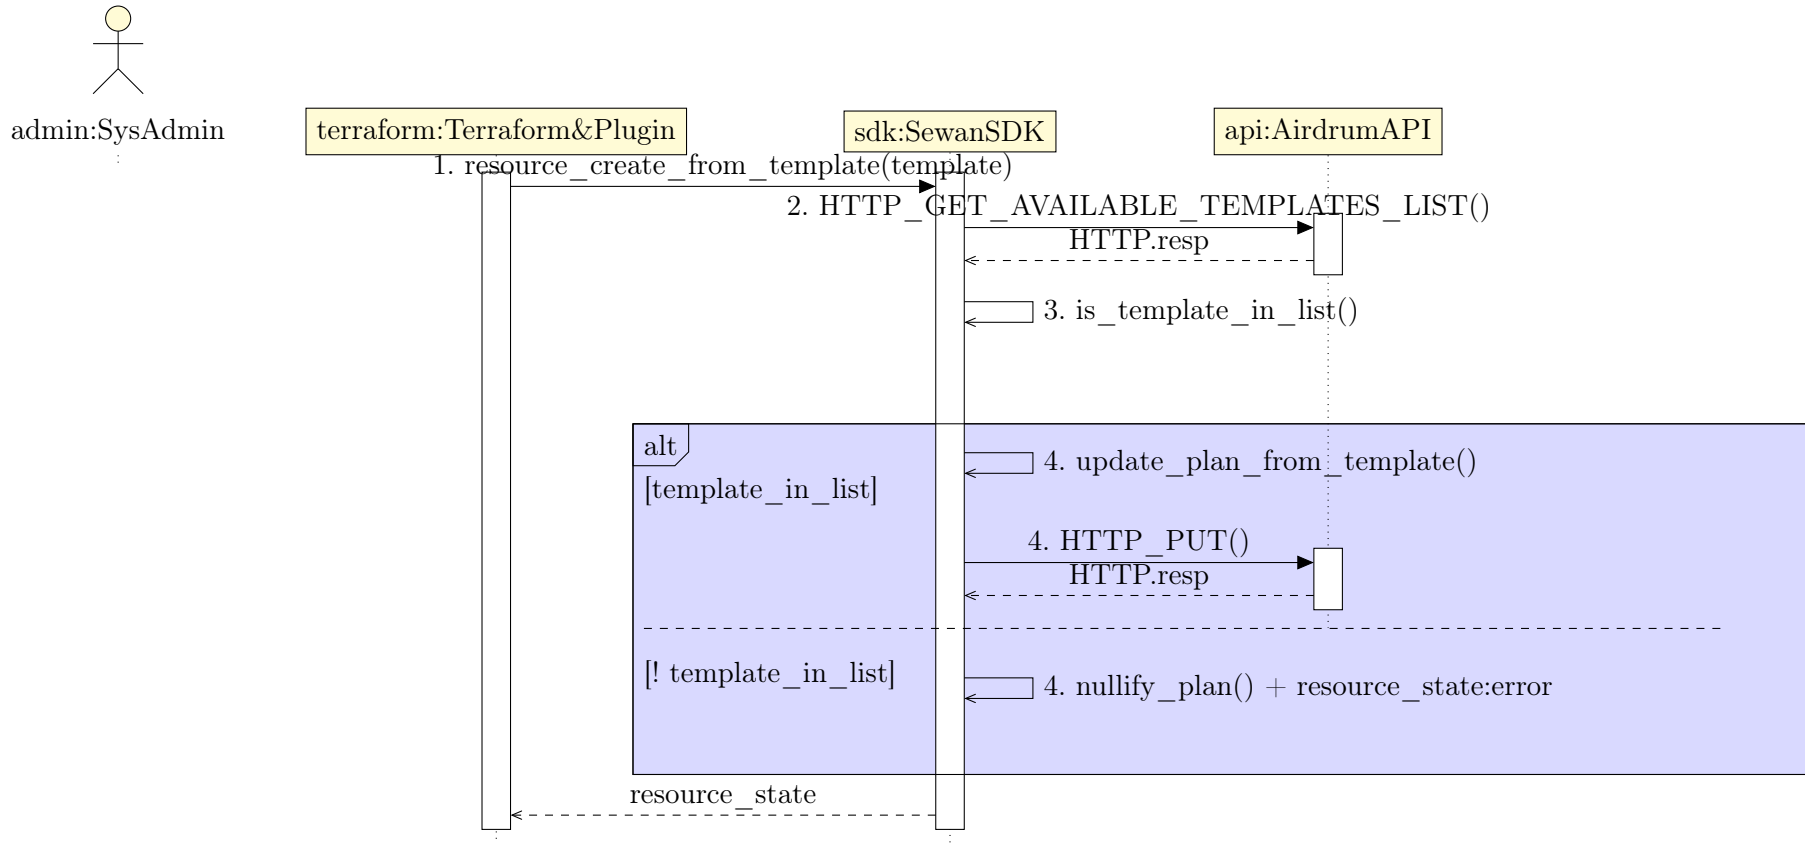 admin:SysAdmin
terraform:Terraform&Plugin
sdk:SewanSDK
api:AirdrumAPI
1. resource_create_from_template(template)
2. HTTP_GET_AVAILABLE_TEMPLATES_LIST()
HTTP.resp
3. is_template_in_list()
alt
4. update_plan_from_template()
[template_in_list]
4. HTTP_PUT()
HTTP.resp
[! template_in_list]
4. nullify_plan() + resource_state:error
resource_state